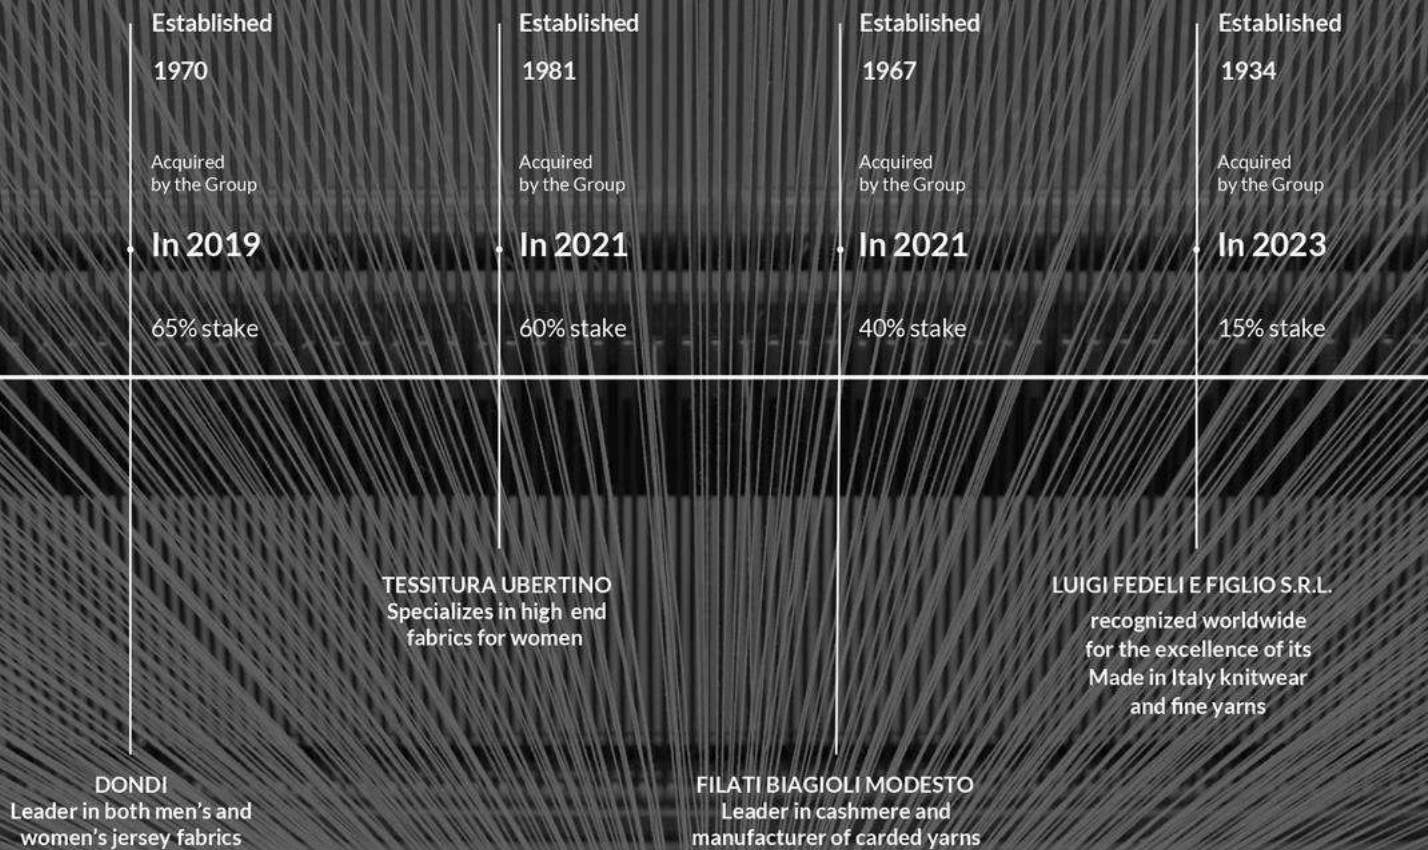 Established
1970
Acquired
by the Group
In 2019
65% stake
DONDI
Leader in both men’s and
women’s jersey fabrics
Established
1981
Acquired
by the Group
In 2021
60% stake
TESSITURA UBERTINO
Specializes in high end
fabrics for women
Established
1967
Acquired
by the Group
In 2021
40% stake
FILATI BIAGIOLI MODESTO
Leader in cashmere and
manufacturer of carded yarns
Established
1934
Acquired
by the Group
In 2023
15% stake
LUIGI FEDELI E FIGLIO S.R.L.
recognized worldwide
for the excellence of its
Made in Italy knitwear
and fine yarns